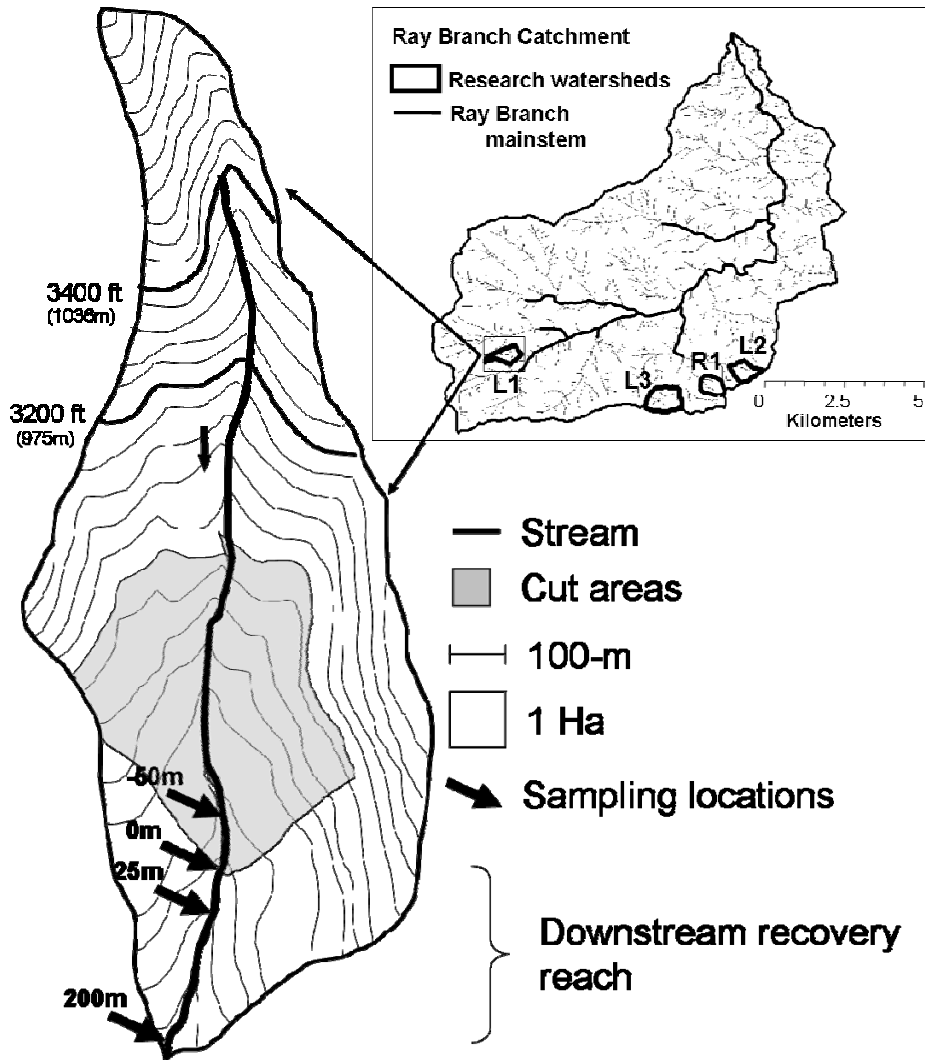 Ray Branch Catchment
Research watersheds
Ray Branch
mainstem
L1
L3
R1
L2
0
2.5
5
Kilometers
3400 ft
(1036m)
3200 ft
(975m)
Stream
Cut areas
100-m
1 Ha
Sampling locations
-50m
0m
25m
200m
Downstream recovery
reach